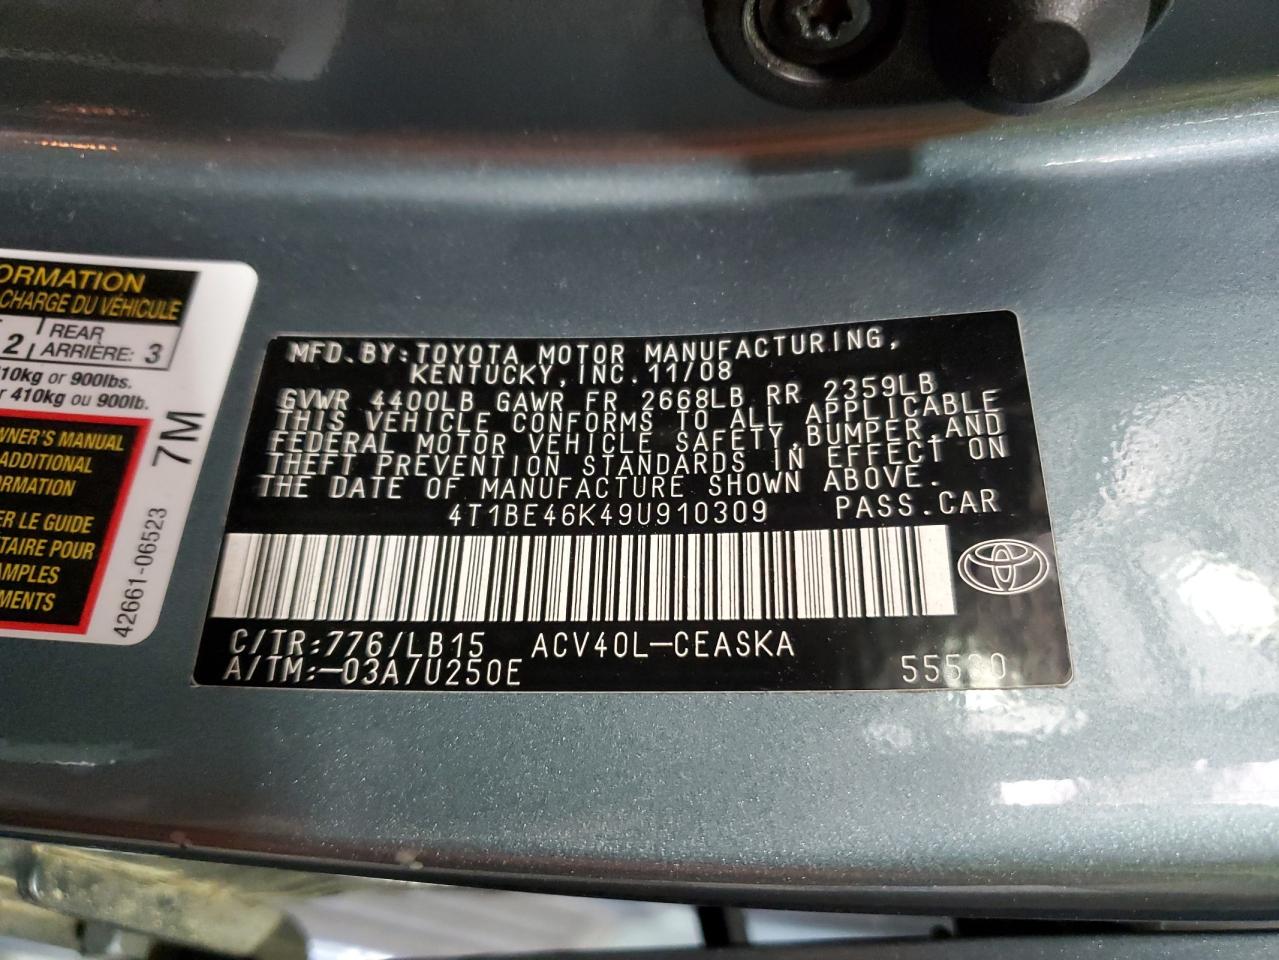 ORMATION
CHARGE DU VÉHICULE
2 REAR
ARRIÈRE: 3
10kg or 900lbs.
r 410kg ou 900lb.
WNER'S MANUAL
ADDITIONAL
RMATION
ER LE GUIDE
TAIRE POUR
AMPLES
MENTS
7M
42661-06523
MFD.BY:TOYOTA MOTOR MANUFACTURING,
KENTUCKY,INC.11/08
GVWR 4400LB GAWR FR 2668LB RR 2359LB
THIS VEHICLE CONFORMS TO ALL APPLICABLE
FEDERAL MOTOR VEHICLE SAFETY,BUMPER,AND
THEFT PREVENTION STANDARDS IN EFFECT ON
THE DATE OF MANUFACTURE SHOWN ABOVE.
4T1BE46K49U910309 PASS.CAR
C/TR:776/LB15 ACV40L-CEASKA
A/TM:-03A/U250E